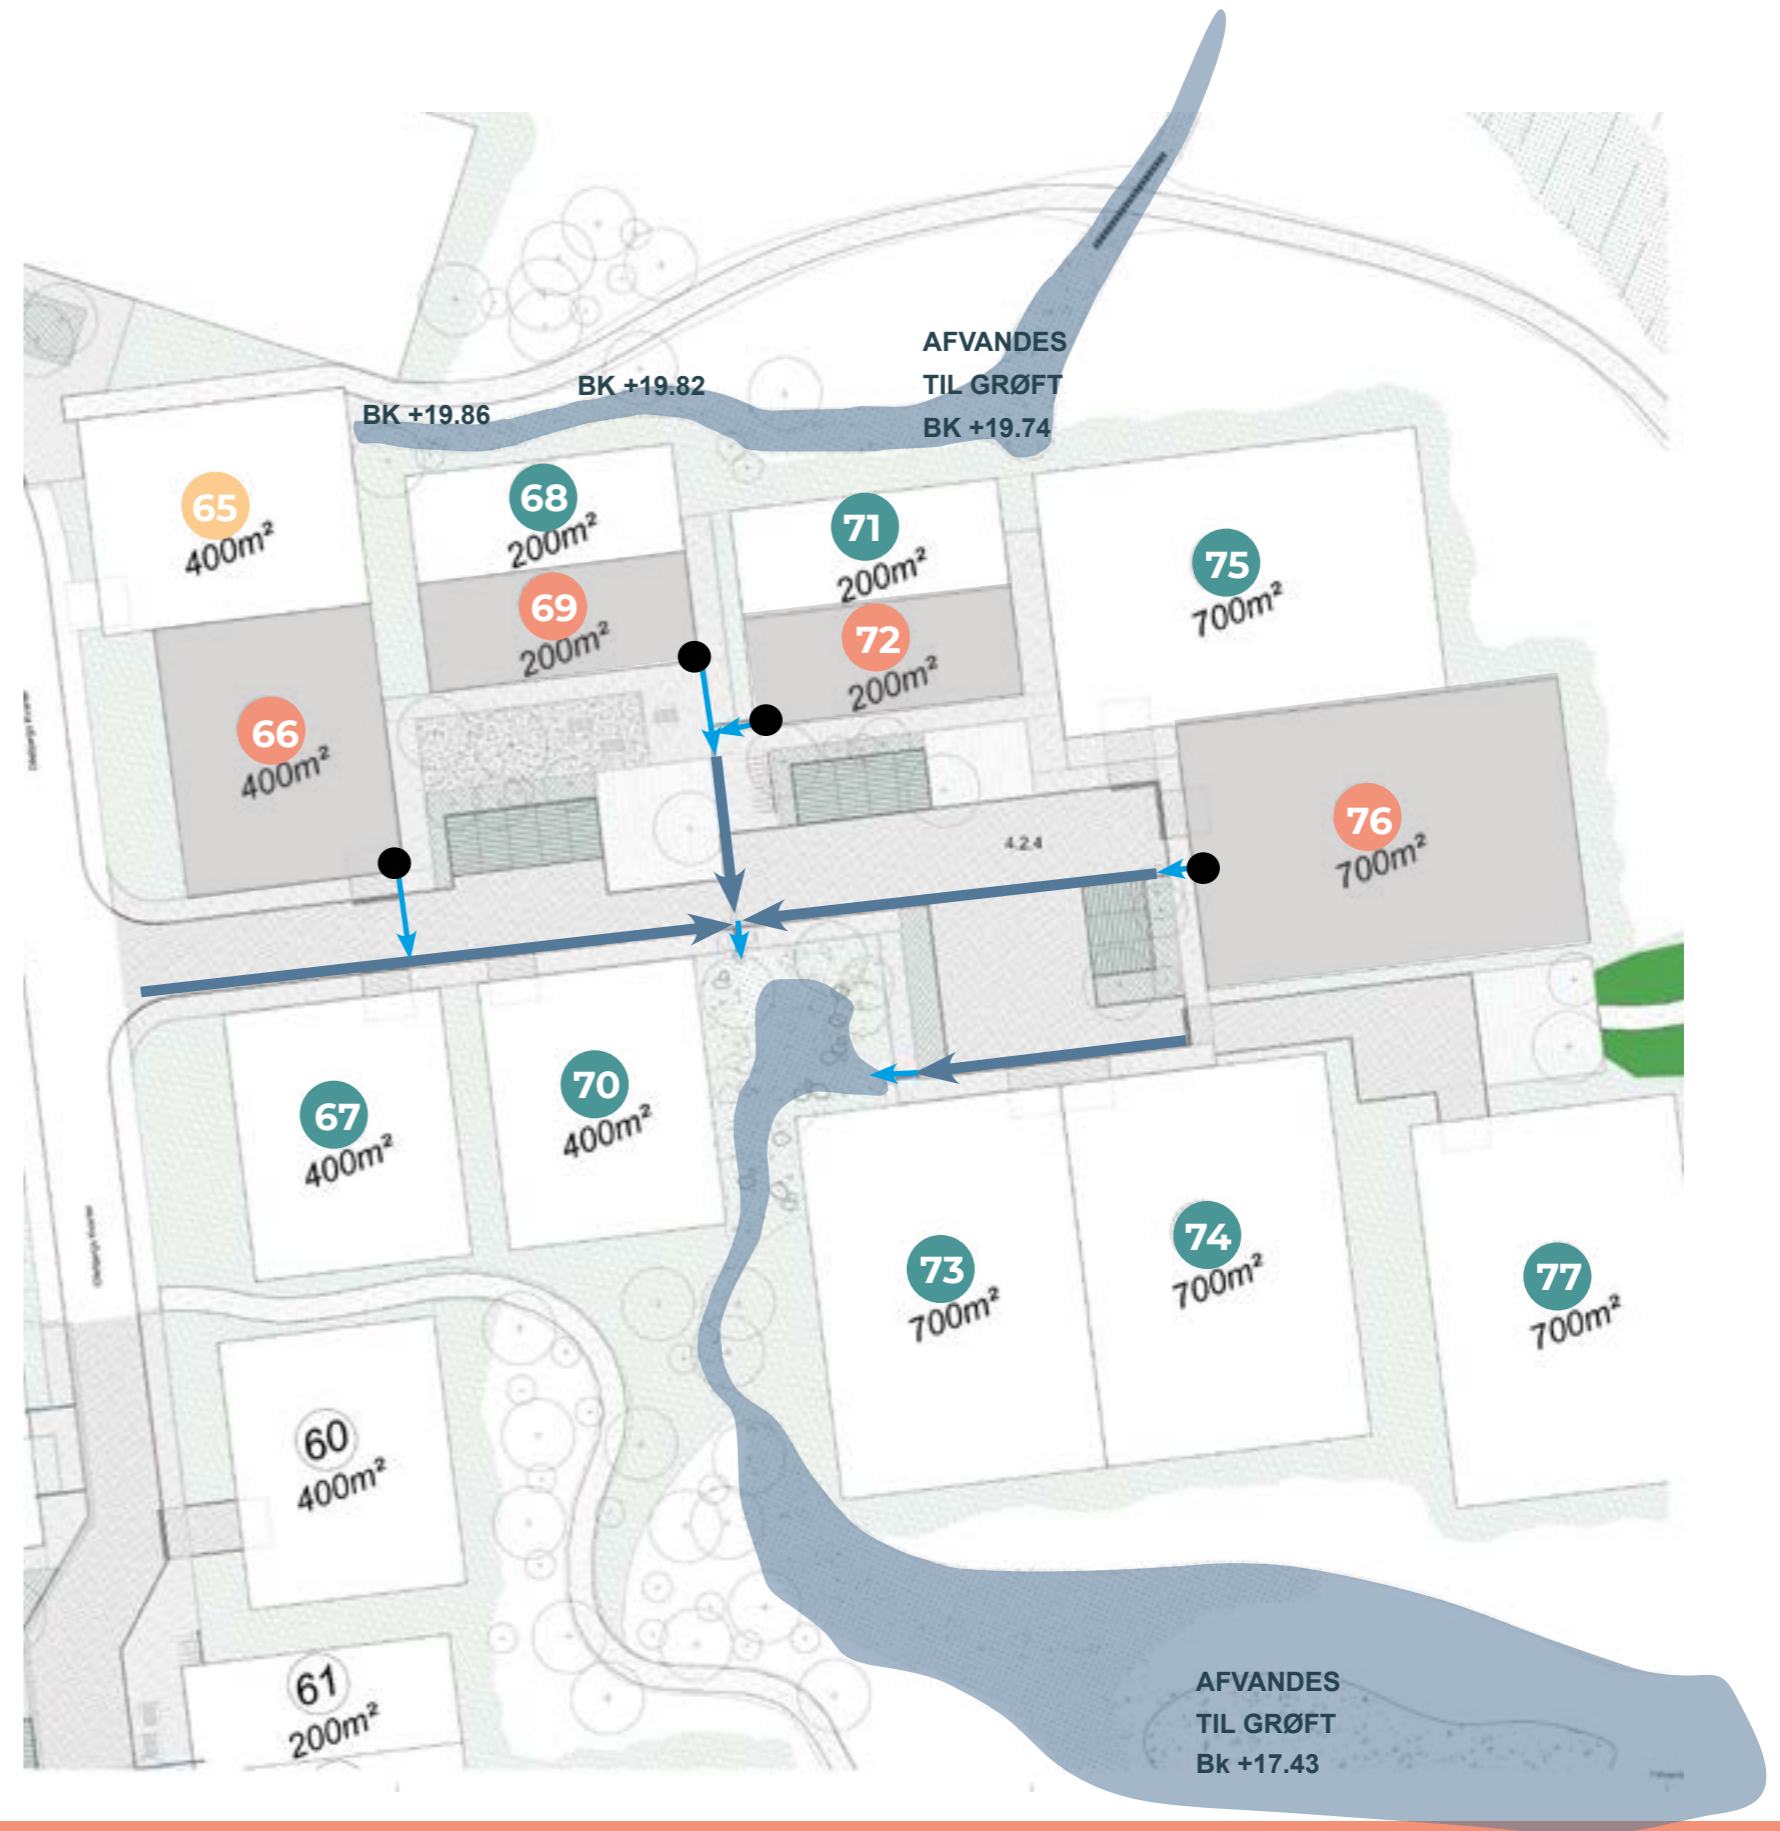 AFVANDES
TIL GRØFT
BK +19.74
BK +19.82
BK +19.86
65
400m²
68
200m²
71
200m²
75
700m²
69
200m²
72
200m²
66
400m²
76
700m²
4.2.4
67
400m²
70
400m²
73
700m²
74
700m²
77
700m²
60
400m²
61
200m²
AFVANDES
TIL GRØFT
Bk +17.43